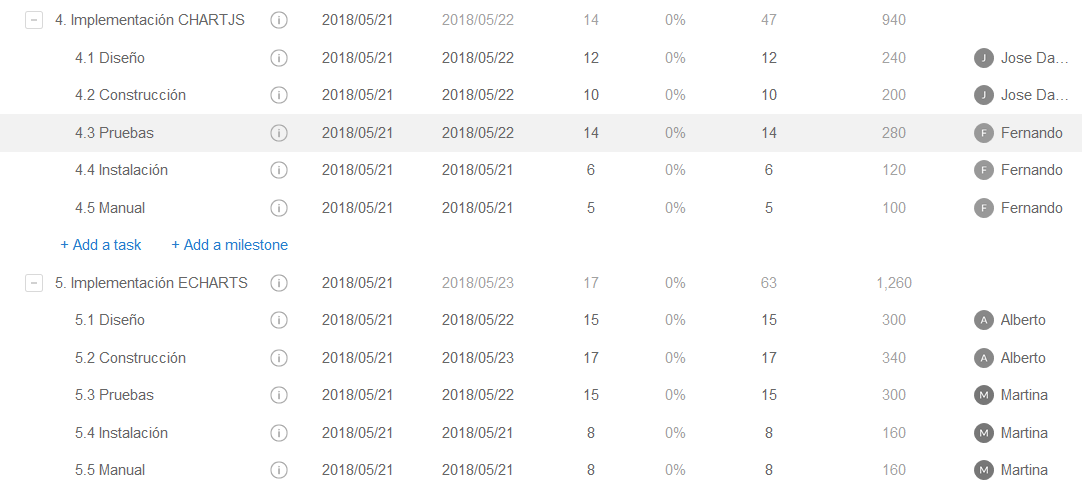 4. Implementación CHARTJS 2018/05/21 2018/05/22 14 0% 47 940
4.1 Diseño 2018/05/21 2018/05/22 12 0% 12 240 J Jose Da...
4.2 Construcción 2018/05/21 2018/05/22 10 0% 10 200 J Jose Da...
4.3 Pruebas 2018/05/21 2018/05/22 14 0% 14 280 F Fernando
4.4 Instalación 2018/05/21 2018/05/21 6 0% 6 120 F Fernando
4.5 Manual 2018/05/21 2018/05/21 5 0% 5 100 F Fernando
+ Add a task + Add a milestone
5. Implementación ECHARTS 2018/05/21 2018/05/23 17 0% 63 1,260
5.1 Diseño 2018/05/21 2018/05/22 15 0% 15 300 A Alberto
5.2 Construcción 2018/05/21 2018/05/23 17 0% 17 340 A Alberto
5.3 Pruebas 2018/05/21 2018/05/22 15 0% 15 300 M Martina
5.4 Instalación 2018/05/21 2018/05/21 8 0% 8 160 M Martina
5.5 Manual 2018/05/21 2018/05/21 8 0% 8 160 M Martina